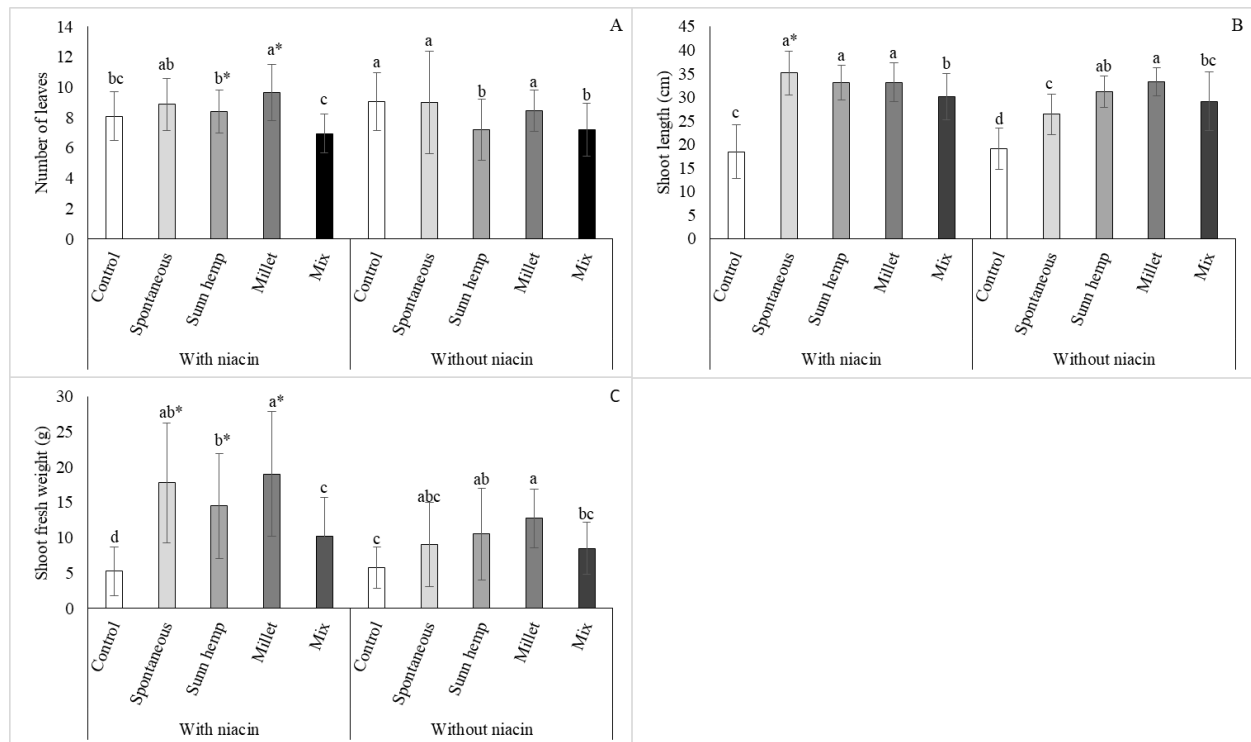 A
Number of leaves
14
12
10
8
6
4
2
0
bc
ab
b*
a*
c
a
a
b
a
b
Control
Spontaneous
Sunn hemp
Millet
Mix
Control
Spontaneous
Sunn hemp
Millet
Mix
With niacin
Without niacin
B
Shoot length (cm)
45
40
35
30
25
20
15
10
5
0
c
a*
a
a
b
d
c
ab
a
bc
Control
Spontaneous
Sunn hemp
Millet
Mix
Control
Spontaneous
Sunn hemp
Millet
Mix
With niacin
Without niacin
C
Shoot fresh weight (g)
30
25
20
15
10
5
0
d
ab*
b*
a*
c
c
abc
ab
a
bc
Control
Spontaneous
Sunn hemp
Millet
Mix
Control
Spontaneous
Sunn hemp
Millet
Mix
With niacin
Without niacin